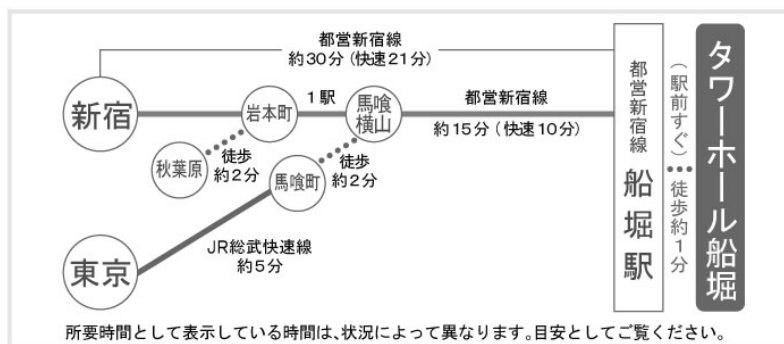 都営新宿線
約30分(快速21分)
新宿
岩本町
1駅
馬喰
横山
都営新宿線
約15分(快速10分)
秋葉原
徒歩
約2分
馬喰町
徒歩
約2分
東京
JR総武快速線
約5分
都営新宿線
船堀駅
(駅前すぐ)
徒歩約1分
タワーホール船堀
所要時間として表示している時間は、状況によって異なります。目安としてご覧ください。